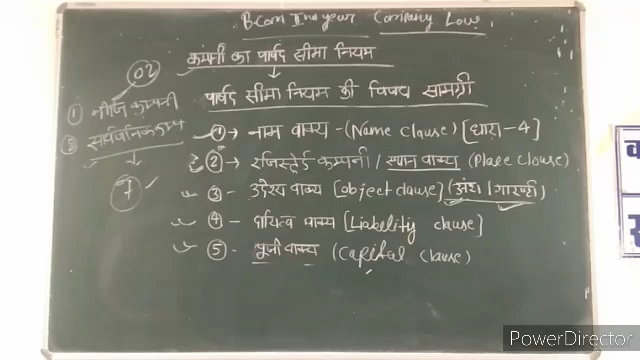 B.Com IInd year Company Law
कम्पनी का पार्षद सीमा नियम
02
पार्षद सीमा नियम की विषय सामग्री
① निजि कम्पनी
② सार्वजनिक कम्प
7
① → नाम वाक्य - (Name clause) [धारा-4]
② → रजिस्टर्ड कम्पनी / स्थान वाक्य (Place Clouse)
③ - उद्देश्य वाक्य [object clause] (अंश / गारण्टी)
④ - दायित्व वाक्य [Liability clause]
⑤ - पूंजी वाक्य (Capital clause)
PowerDirector